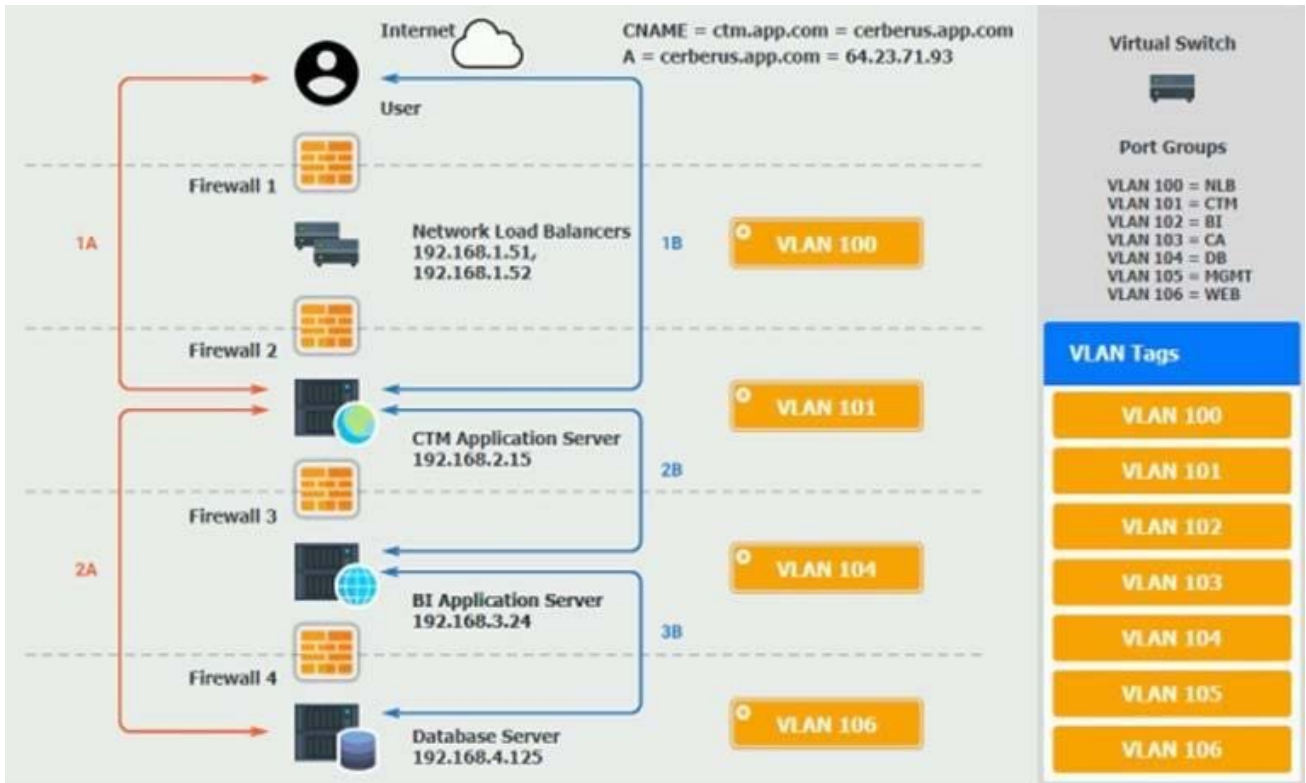 Internet
CNAME = ctm.app.com = cerberus.app.com
A = cerberus.app.com = 64.23.71.93
User
Firewall 1
1A
Network Load Balancers
192.168.1.51,
192.168.1.52
1B
VLAN 100
Firewall 2
CTM Application Server
192.168.2.15
VLAN 101
2B
Firewall 3
2A
BI Application Server
192.168.3.24
VLAN 104
3B
Firewall 4
Database Server
192.168.4.125
VLAN 106
Virtual Switch
Port Groups
VLAN 100 = NLB
VLAN 101 = CTM
VLAN 102 = BI
VLAN 103 = CA
VLAN 104 = DB
VLAN 105 = MGMT
VLAN 106 = WEB
VLAN Tags
VLAN 100
VLAN 101
VLAN 102
VLAN 103
VLAN 104
VLAN 105
VLAN 106